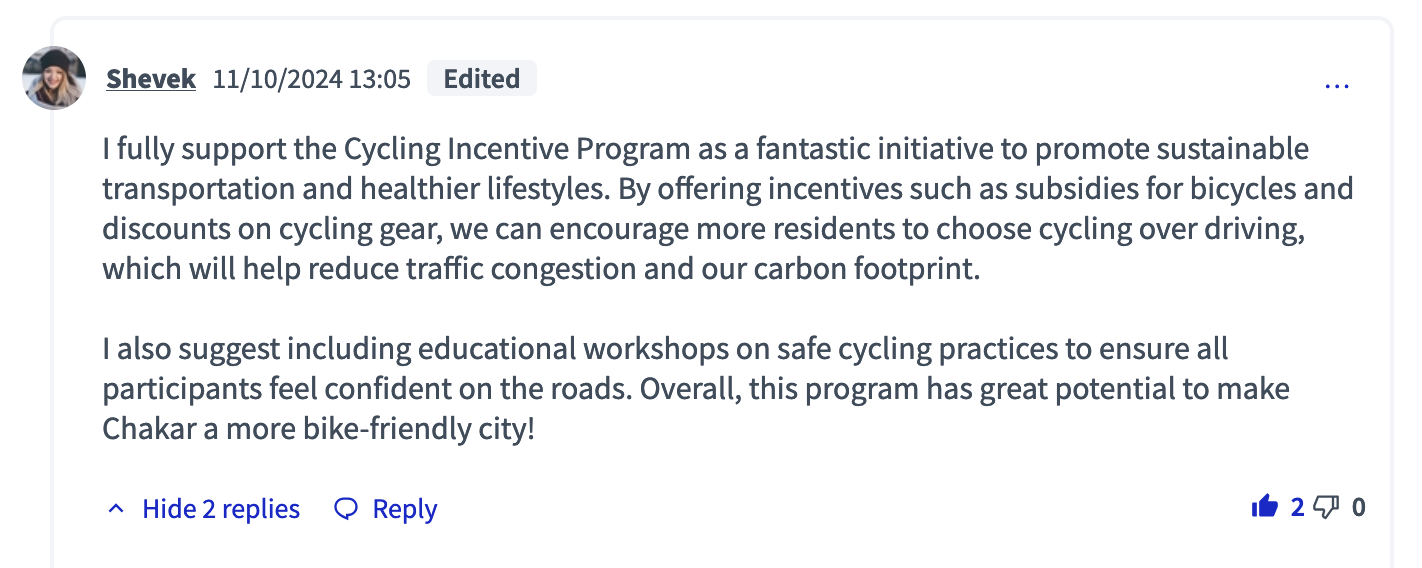 Shevek 11/10/2024 13:05 Edited ...
I fully support the Cycling Incentive Program as a fantastic initiative to promote sustainable
transportation and healthier lifestyles. By offering incentives such as subsidies for bicycles and
discounts on cycling gear, we can encourage more residents to choose cycling over driving,
which will help reduce traffic congestion and our carbon footprint.
I also suggest including educational workshops on safe cycling practices to ensure all
participants feel confident on the roads. Overall, this program has great potential to make
Chakar a more bike-friendly city!
Hide 2 replies Reply 2 0